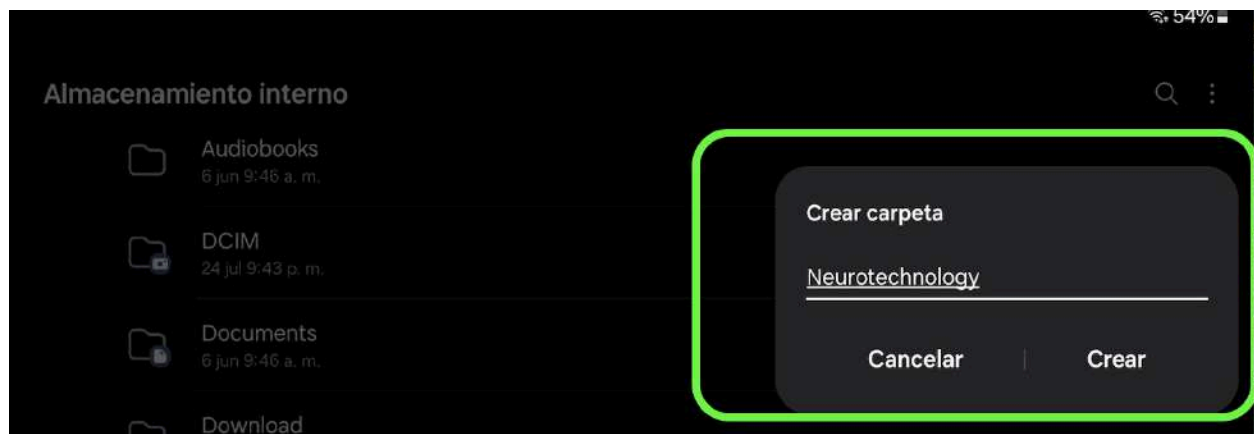 54%
Almacenamiento interno
Audiobooks
6 jun 9:46 a. m.
DCIM
24 jul 9:43 p. m.
Documents
6 jun 9:46 a. m.
Download
Crear carpeta
Neurotechnology
Cancelar
Crear